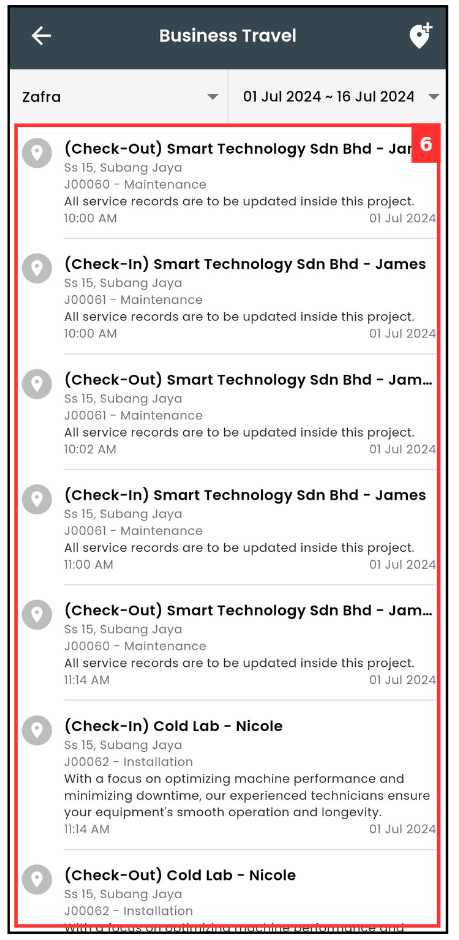 Business Travel
Zafra
01 Jul 2024 ~ 16 Jul 2024
6
(Check-Out) Smart Technology Sdn Bhd - Jar
Ss 15, Subang Jaya
J00060 - Maintenance
All service records are to be updated inside this project.
10:00 AM 01 Jul 2024
(Check-In) Smart Technology Sdn Bhd - James
Ss 15, Subang Jaya
J00061 - Maintenance
All service records are to be updated inside this project.
10:00 AM 01 Jul 2024
(Check-Out) Smart Technology Sdn Bhd - Jam...
Ss 15, Subang Jaya
J00061 - Maintenance
All service records are to be updated inside this project.
10:02 AM 01 Jul 2024
(Check-In) Smart Technology Sdn Bhd - James
Ss 15, Subang Jaya
J00061 - Maintenance
All service records are to be updated inside this project.
11:00 AM 01 Jul 2024
(Check-Out) Smart Technology Sdn Bhd - Jam...
Ss 15, Subang Jaya
J00060 - Maintenance
All service records are to be updated inside this project.
11:14 AM 01 Jul 2024
(Check-In) Cold Lab - Nicole
Ss 15, Subang Jaya
J00062 - Installation
With a focus on optimizing machine performance and
minimizing downtime, our experienced technicians ensure
your equipment's smooth operation and longevity.
11:14 AM 01 Jul 2024
(Check-Out) Cold Lab - Nicole
Ss 15, Subang Jaya
J00062 - Installation
With a focus on optimizing machine performance and